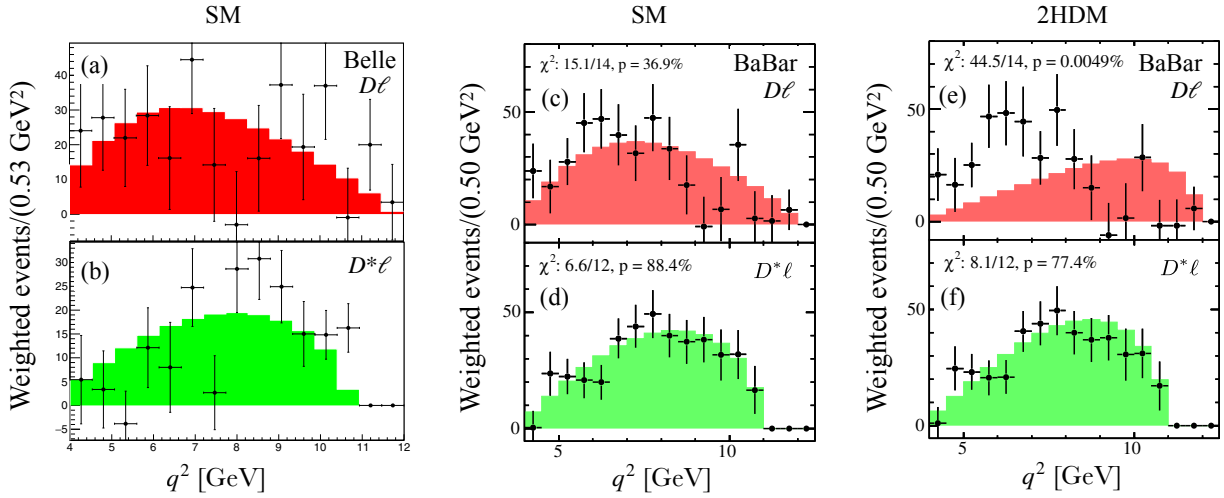 SM
SM
2HDM
Weighted events/(0.53 GeV²)
(a)
Belle
Dℓ
40
30
20
10
0
(b)
D*ℓ
30
25
20
15
10
5
0
−5
4 5 6 7 8 9 10 11 12
q² [GeV]
Weighted events/(0.50 GeV²)
χ²: 15.1/14, p = 36.9%
BaBar
(c)
Dℓ
50
0
χ²: 6.6/12, p = 88.4%
D*ℓ
(d)
50
0
5 10
q² [GeV]
Weighted events/(0.50 GeV²)
χ²: 44.5/14, p = 0.0049%
BaBar
(e)
Dℓ
50
0
χ²: 8.1/12, p = 77.4%
D*ℓ
(f)
50
0
5 10
q² [GeV]